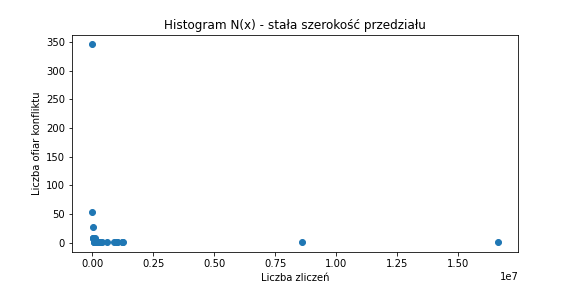 Histogram N(x) - stała szerokość przedziału
350
300
250
200
150
100
50
0
Liczba ofiar konfliktu
0.00 0.25 0.50 0.75 1.00 1.25 1.50
1e7
Liczba zliczeń